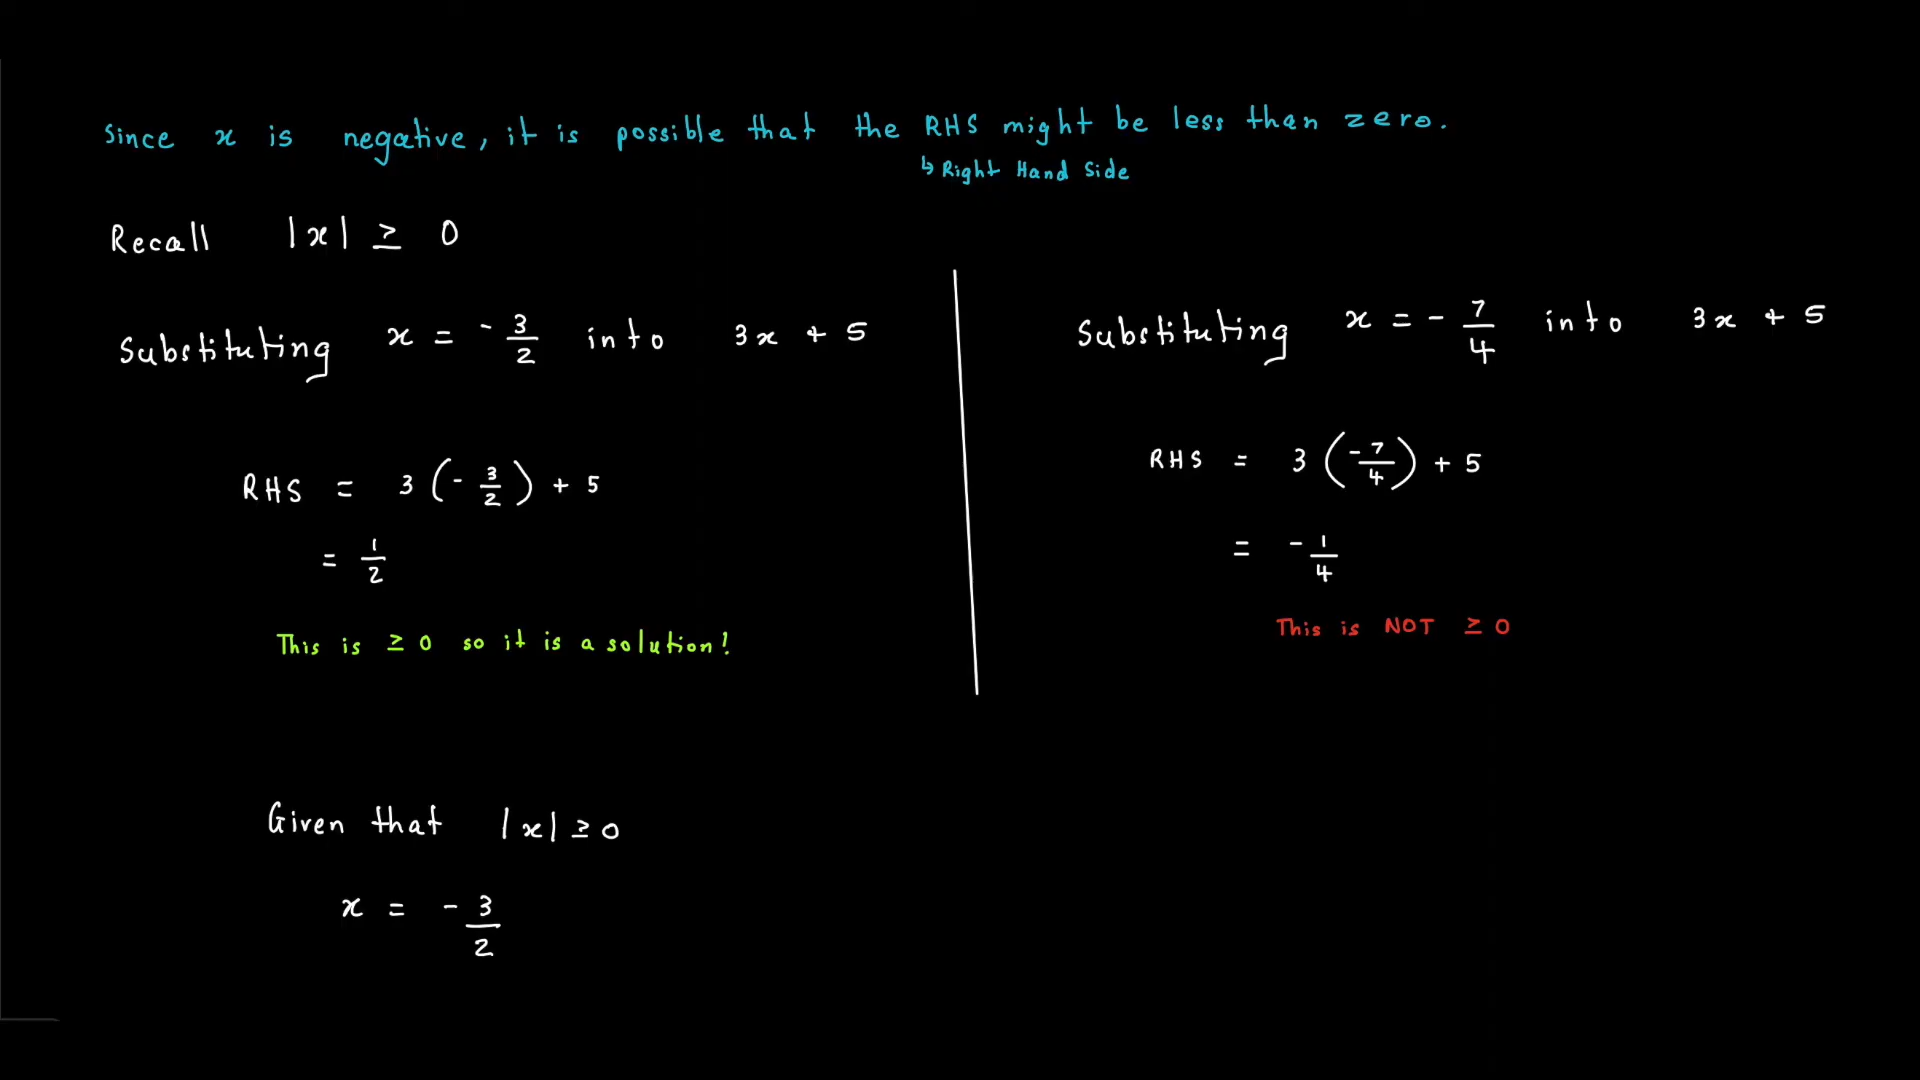 Since x is negative, it is possible that the RHS might be less than zero.
↳ Right Hand Side
Recall |x| ≥ 0
Substituting x = - 3/2 into 3x + 5
RHS = 3 (- 3/2) + 5
= 1/2
This is ≥ 0 so it is a solution!
Substituting x = - 7/4 into 3x + 5
RHS = 3 (- 7/4) + 5
= - 1/4
This is NOT ≥ 0
Given that |x| ≥ 0
x = - 3/2